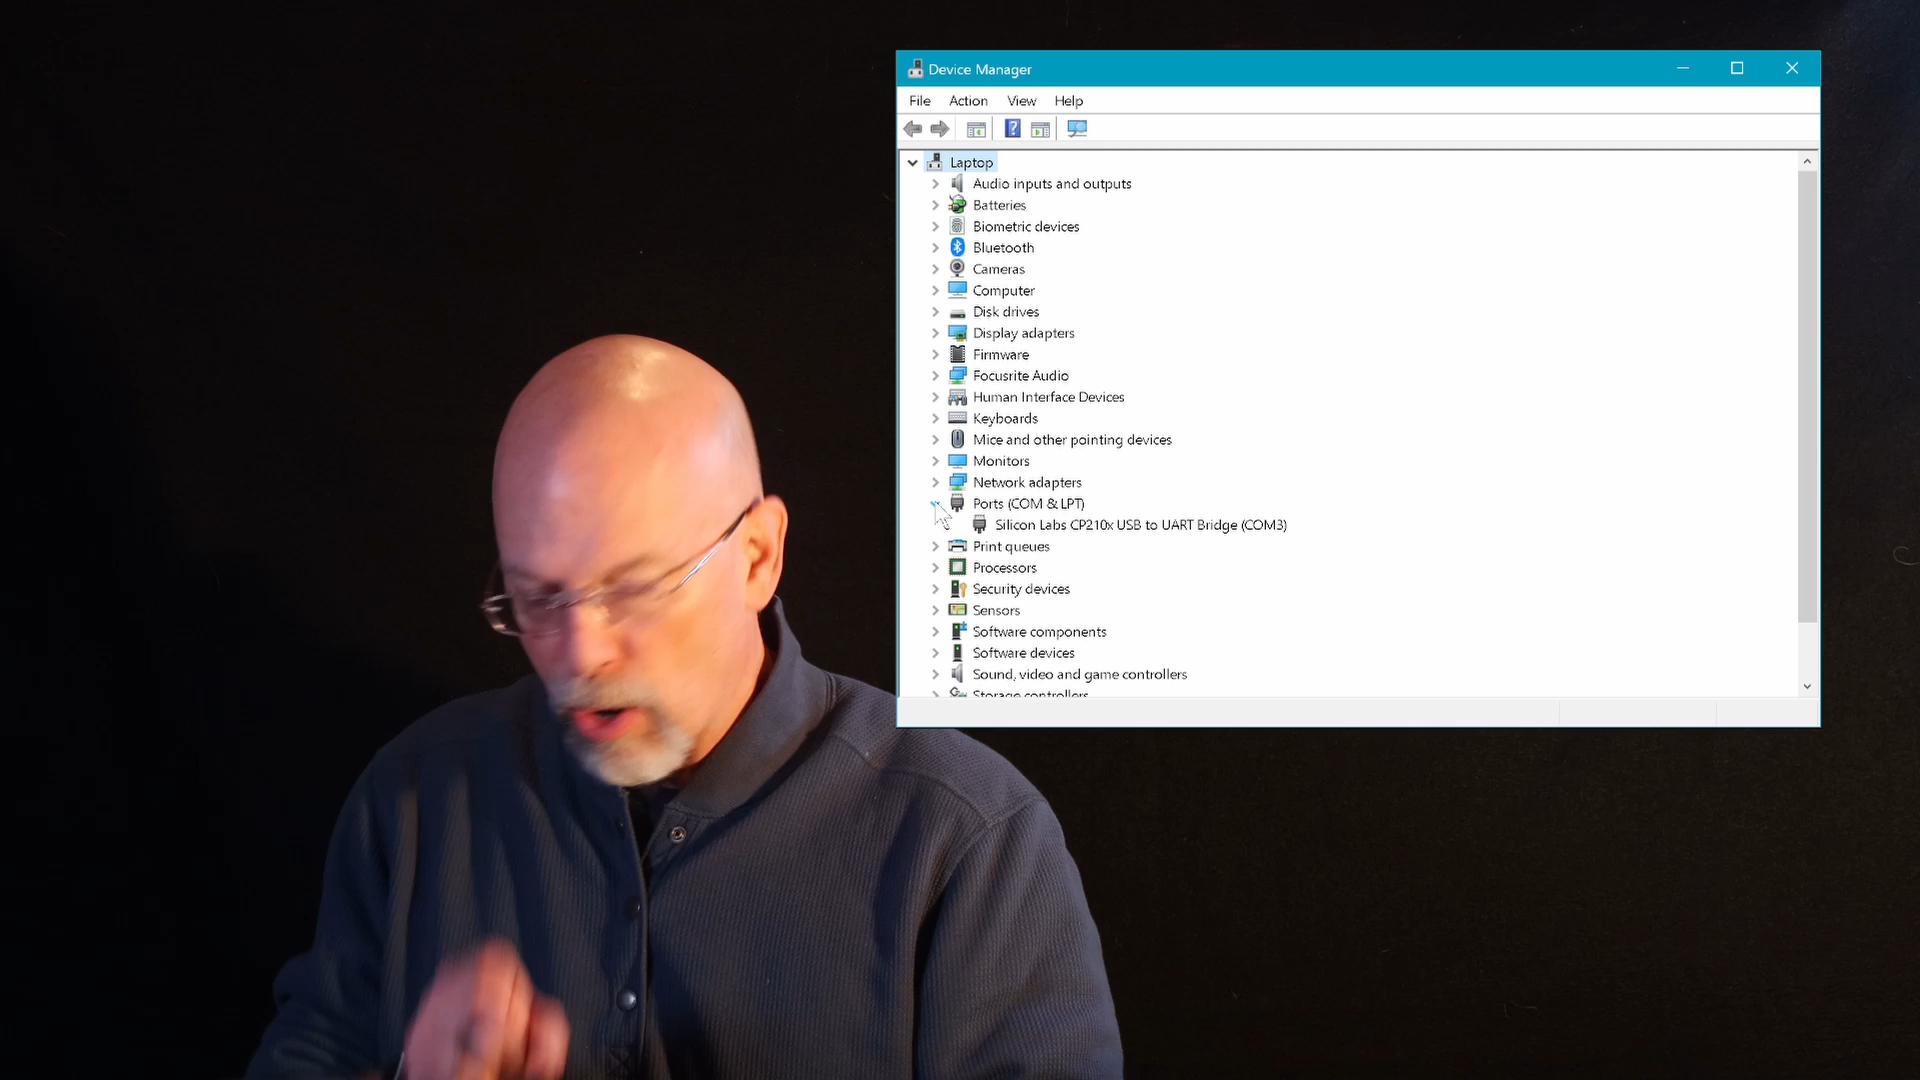 Device Manager
File Action View Help
?
Laptop
Audio inputs and outputs
Batteries
Biometric devices
Bluetooth
Cameras
Computer
Disk drives
Display adapters
Firmware
Focusrite Audio
Human Interface Devices
Keyboards
Mice and other pointing devices
Monitors
Network adapters
Ports (COM & LPT)
Silicon Labs CP210x USB to UART Bridge (COM3)
Print queues
Processors
Security devices
Sensors
Software components
Software devices
Sound, video and game controllers
Storage controllers